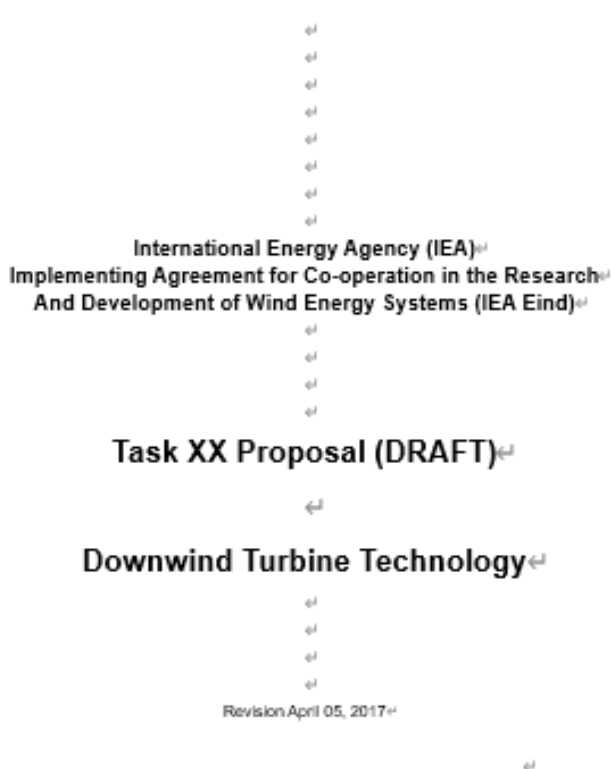 International Energy Agency (IEA)
Implementing Agreement for Co-operation in the Research
And Development of Wind Energy Systems (IEA Eind)
Task XX Proposal (DRAFT)
Downwind Turbine Technology
Revision April 05, 2017